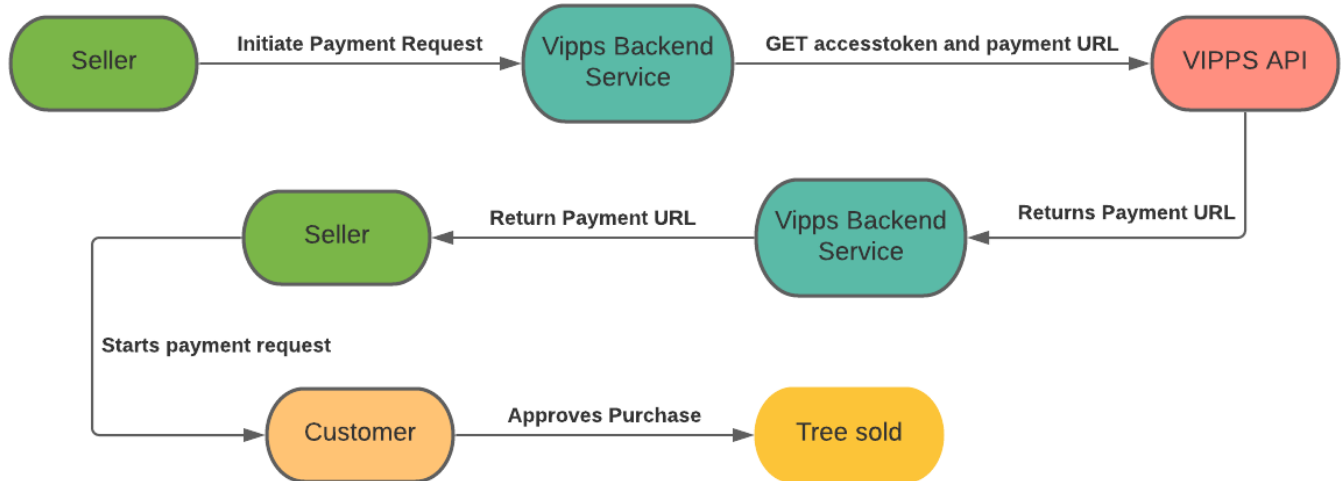 Seller
Initiate Payment Request
Vipps Backend
Service
GET accesstoken and payment URL
VIPPS API
Returns Payment URL
Vipps Backend
Service
Return Payment URL
Seller
Starts payment request
Customer
Approves Purchase
Tree sold